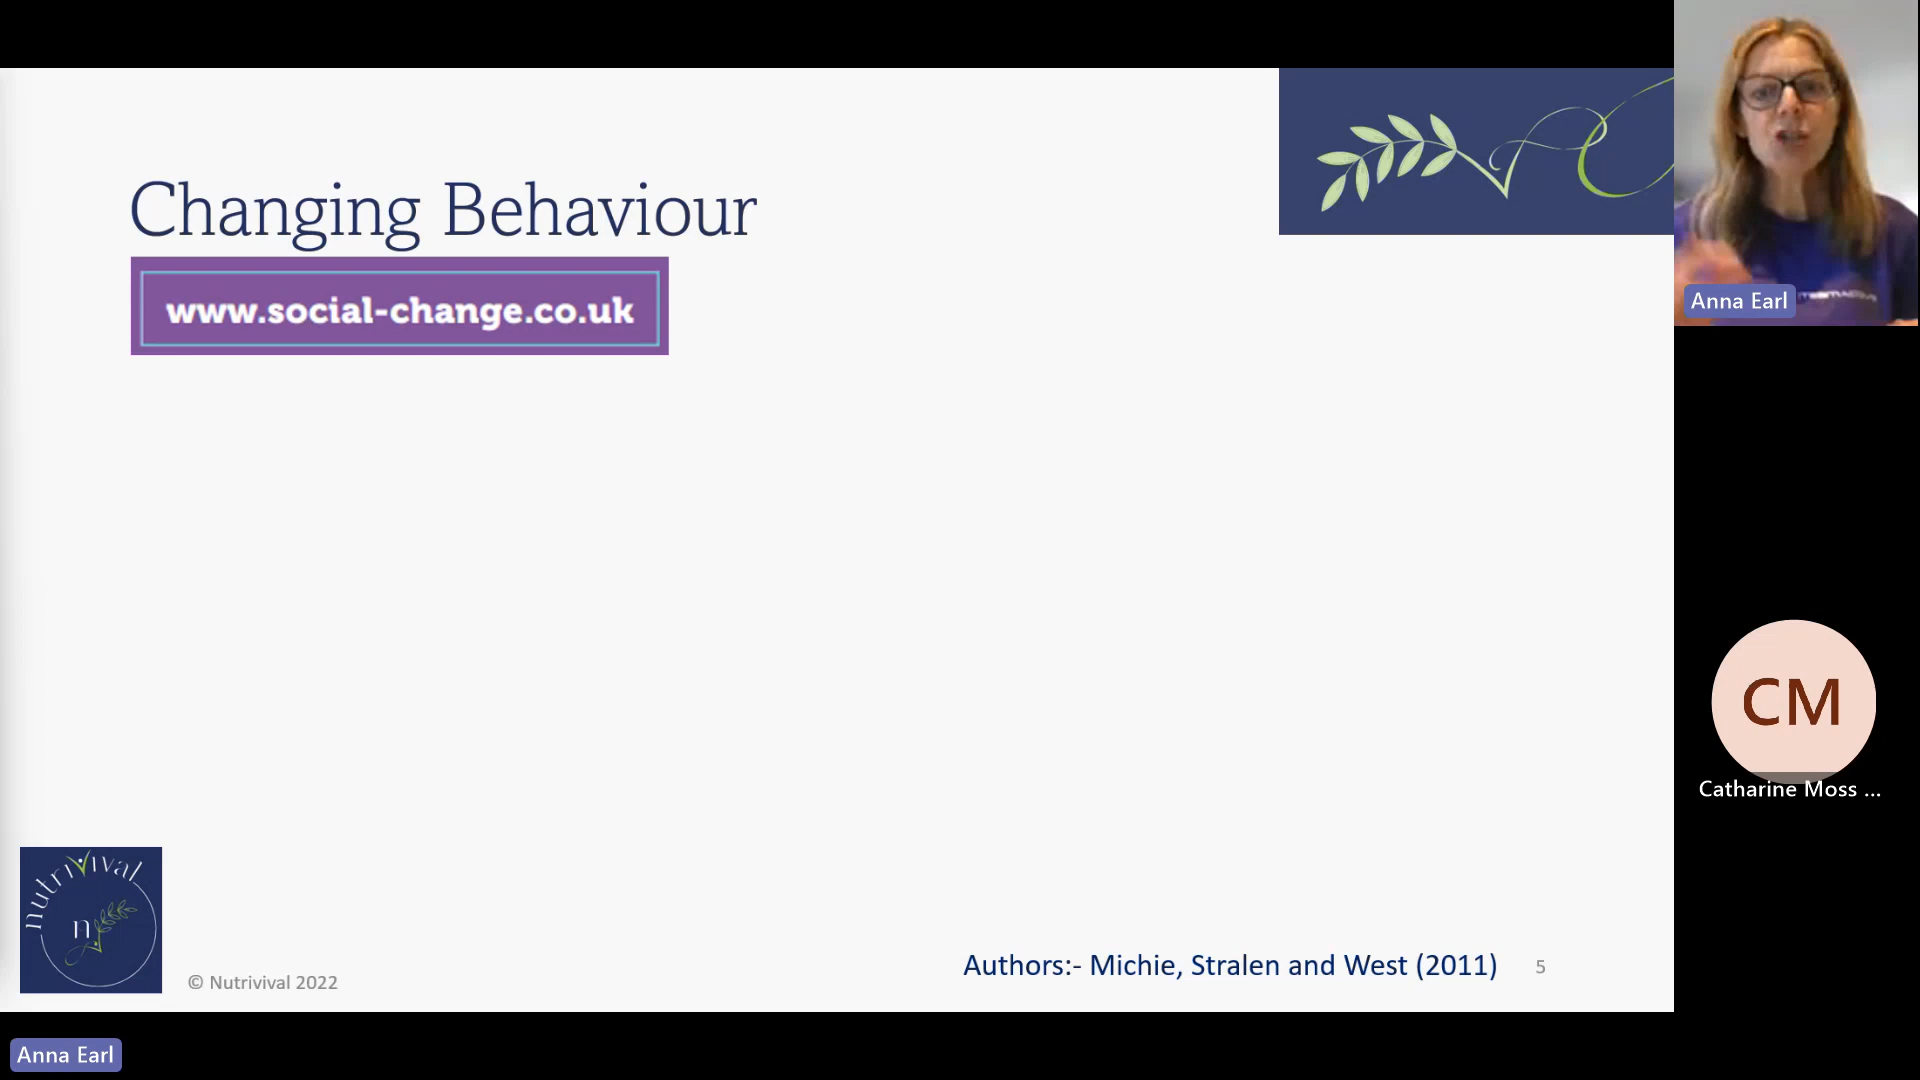 Changing Behaviour
www.social-change.co.uk
Anna Earl
CM
Catharine Moss ...
nutrivival
n
© Nutrivival 2022
Authors:- Michie, Stralen and West (2011)
5
Anna Earl